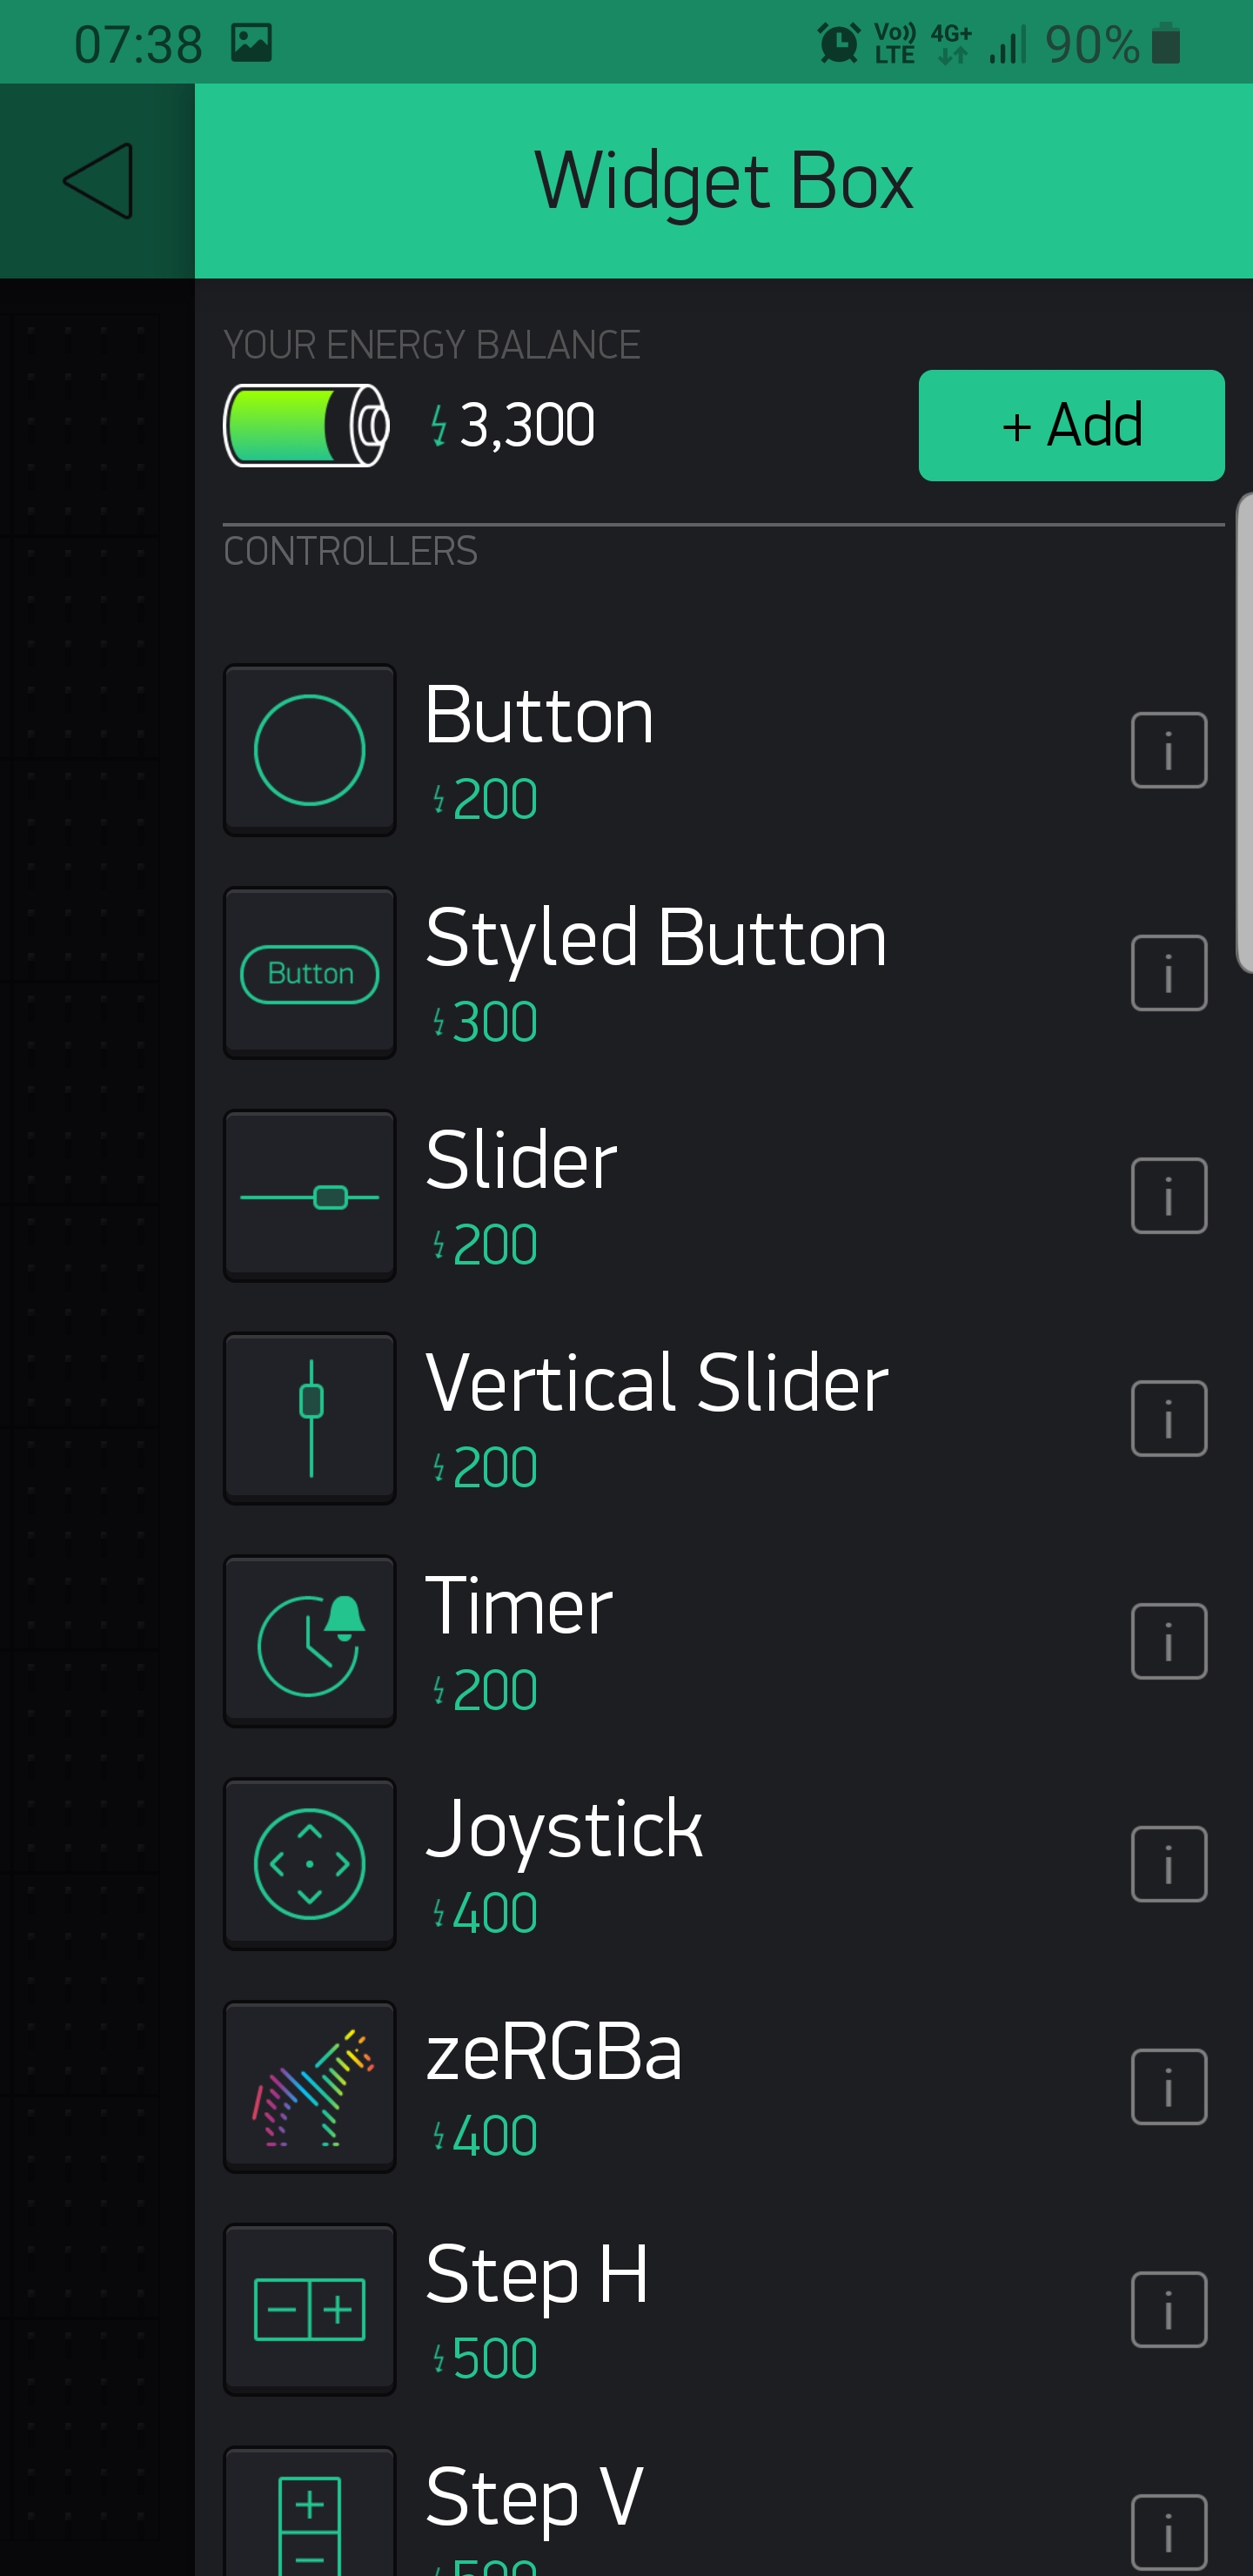 07:38 Vo)) LTE 4G+ 90%
Widget Box
YOUR ENERGY BALANCE
3,300
+ Add
CONTROLLERS
Button
200
i
Button
Styled Button
300
i
Slider
200
i
Vertical Slider
200
i
Timer
200
i
Joystick
400
i
zeRGBa
400
i
Step H
500
i
Step V
500
i